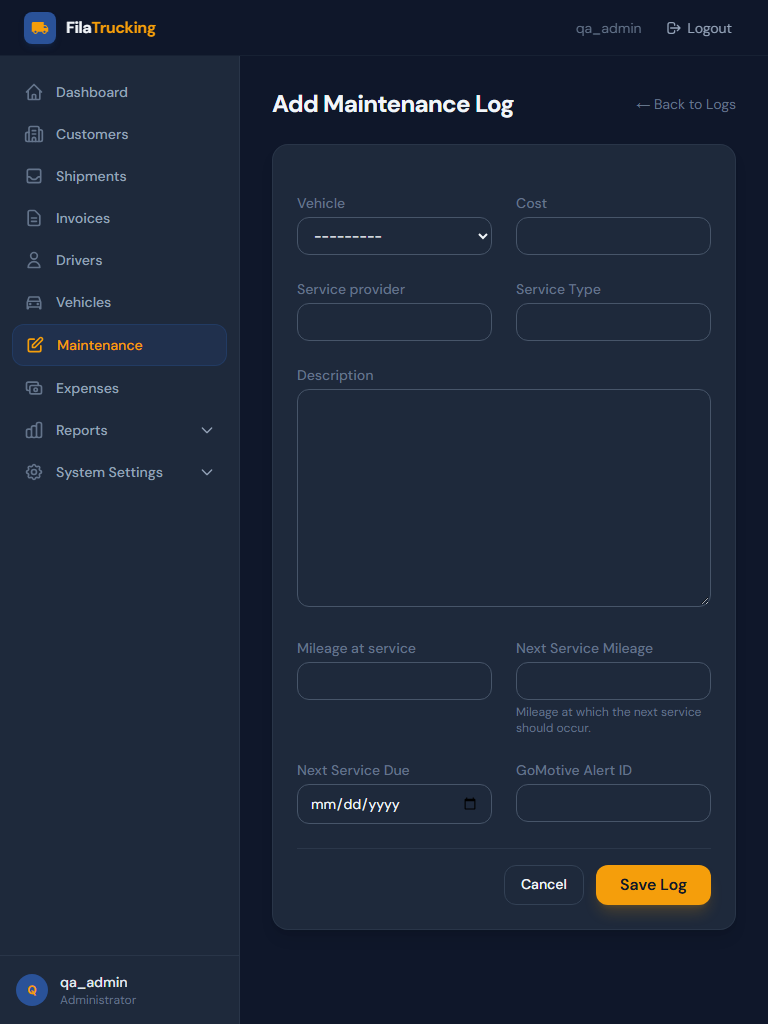 FilaTrucking
qa_admin
Logout
Dashboard
Customers
Shipments
Invoices
Drivers
Vehicles
Maintenance
Expenses
Reports
System Settings
Q
qa_admin
Administrator
Add Maintenance Log
← Back to Logs
Vehicle
Cost
---------
Service provider
Service Type
Description
Mileage at service
Next Service Mileage
Mileage at which the next service
should occur.
Next Service Due
GoMotive Alert ID
mm/dd/yyyy
Cancel
Save Log